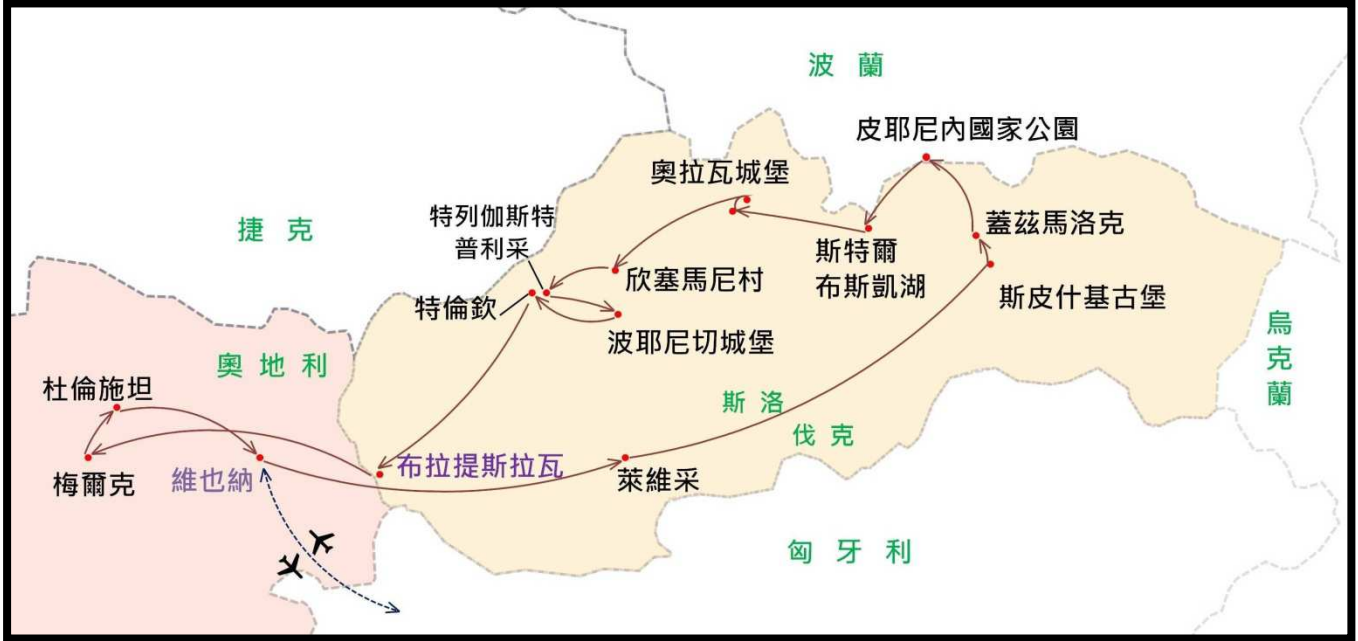 波蘭
皮耶尼內國家公園
奧拉瓦城堡
特列伽斯特
普利采
捷克
蓋茲馬洛克
斯特爾
布斯凱湖
欣塞馬尼村
斯皮什基古堡
特倫欽
波耶尼切城堡
烏克蘭
奧地利
杜倫施坦
斯洛
伐克
布拉提斯拉瓦
維也納
梅爾克
萊維采
匈牙利